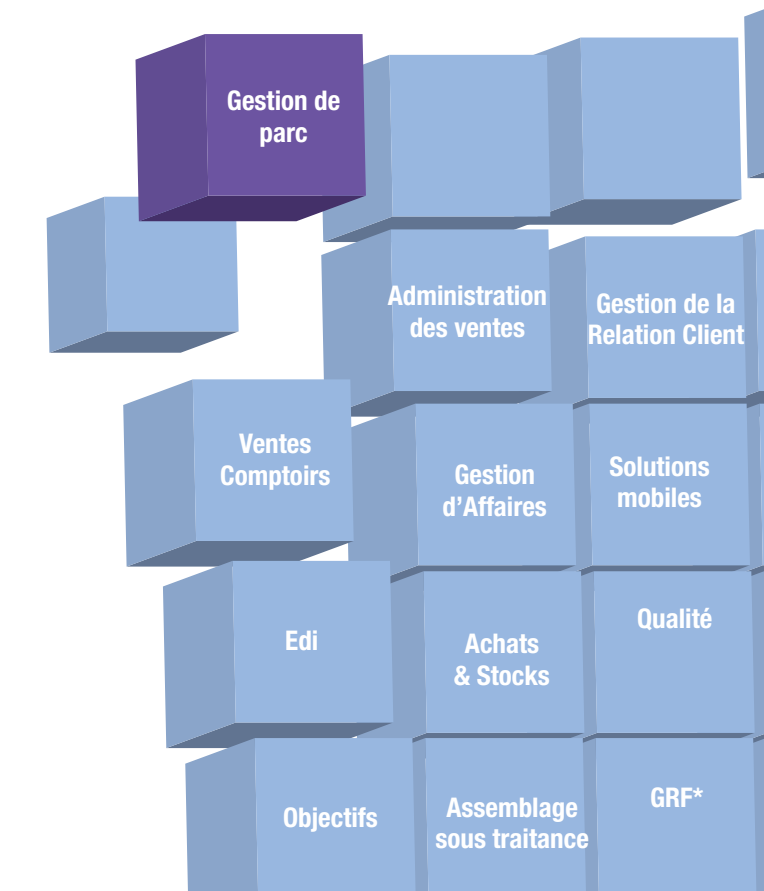 Gestion de
parc
Administration
des ventes
Gestion de la
Relation Client
Ventes
Comptoirs
Gestion
d’Affaires
Solutions
mobiles
Edi
Achats
& Stocks
Qualité
Objectifs
Assemblage
sous traitance
GRF*